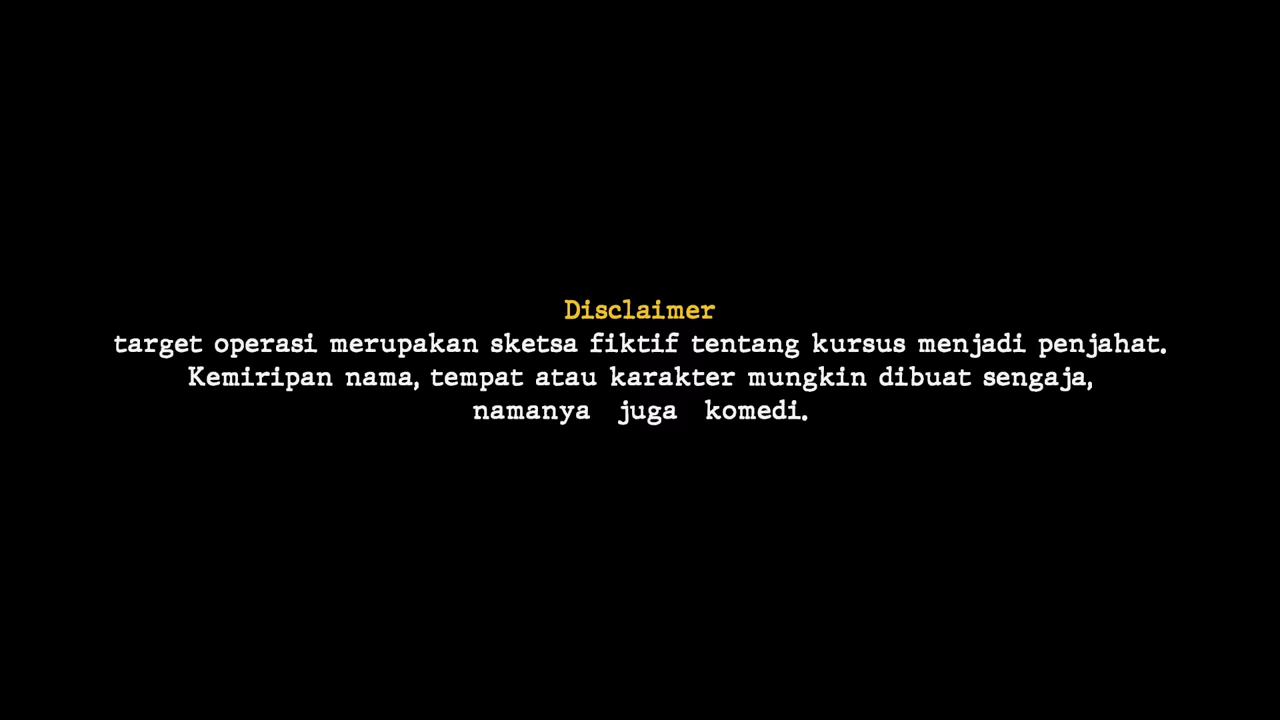 Disclaimer
target operasi merupakan sketsa fiktif tentang kursus menjadi penjahat.
Kemiripan nama, tempat atau karakter mungkin dibuat sengaja,
namanya juga komedi.